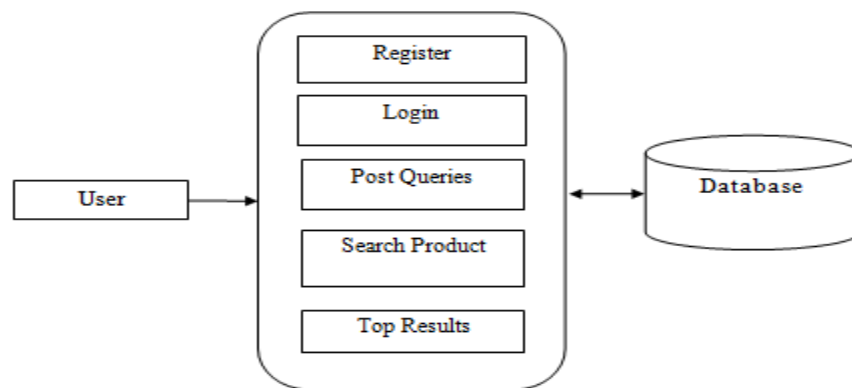 Register
Login
Post Queries
Search Product
Top Results
User
Database